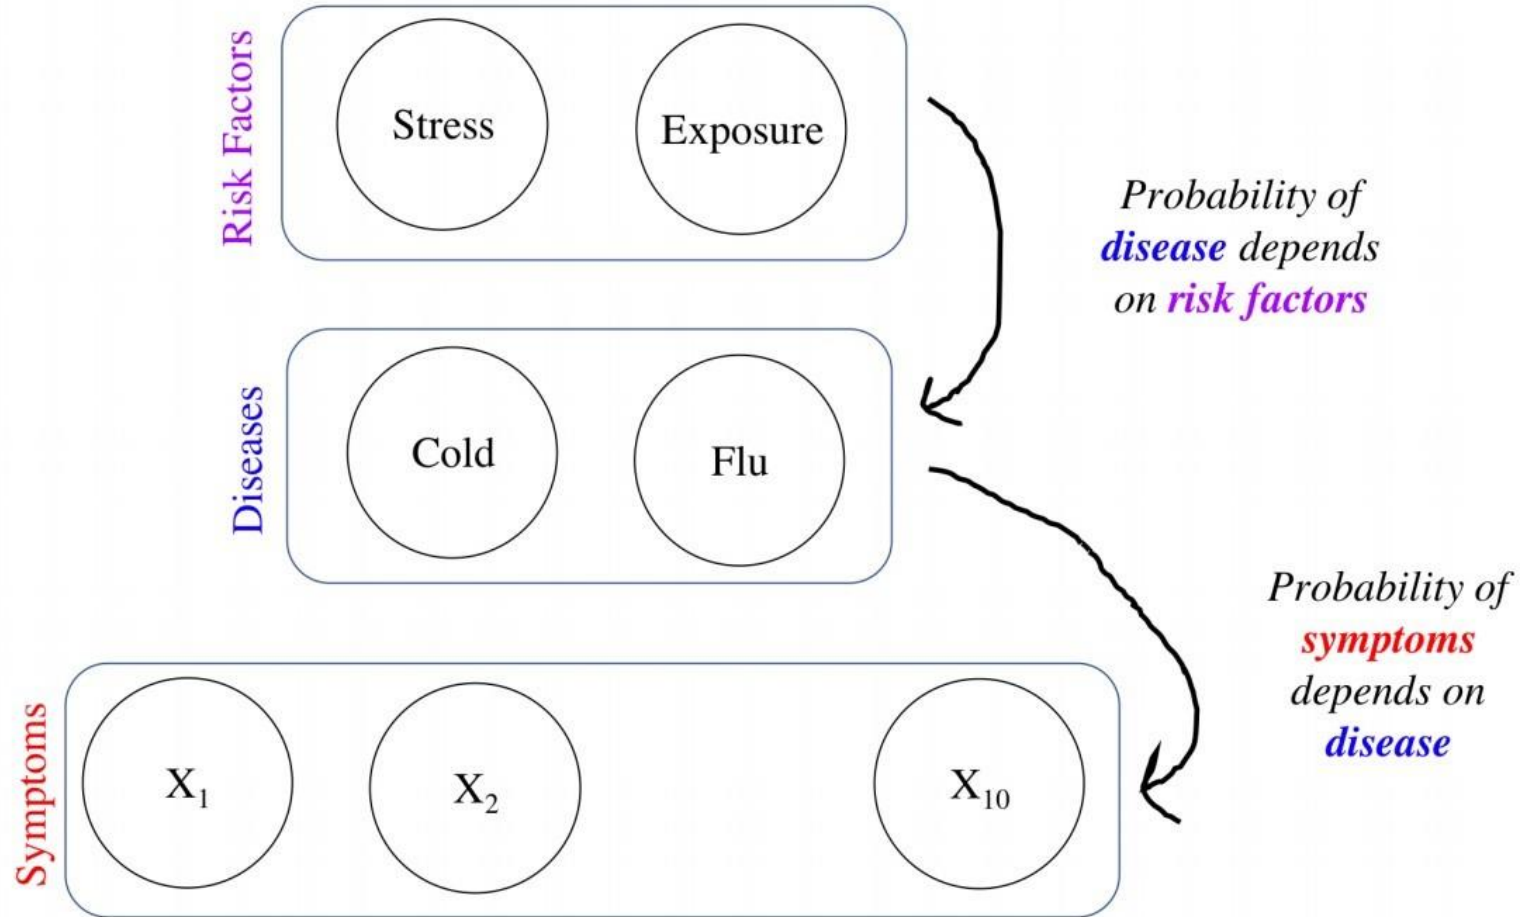 Risk Factors
Stress
Exposure
Probability of
disease depends
on risk factors
Diseases
Cold
Flu
Probability of
symptoms
depends on
disease
Symptoms
X₁
X₂
X₁₀